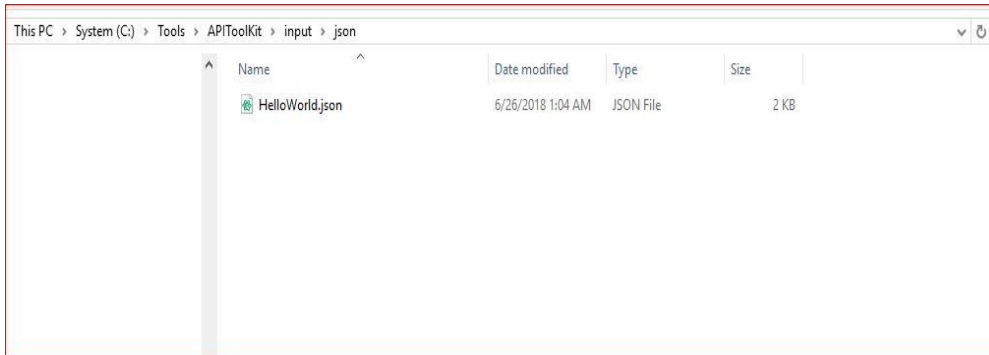 This PC > System (C:) > Tools > APIToolKit > input > json
Name Date modified Type Size
HelloWorld.json 6/26/2018 1:04 AM JSON File 2 KB